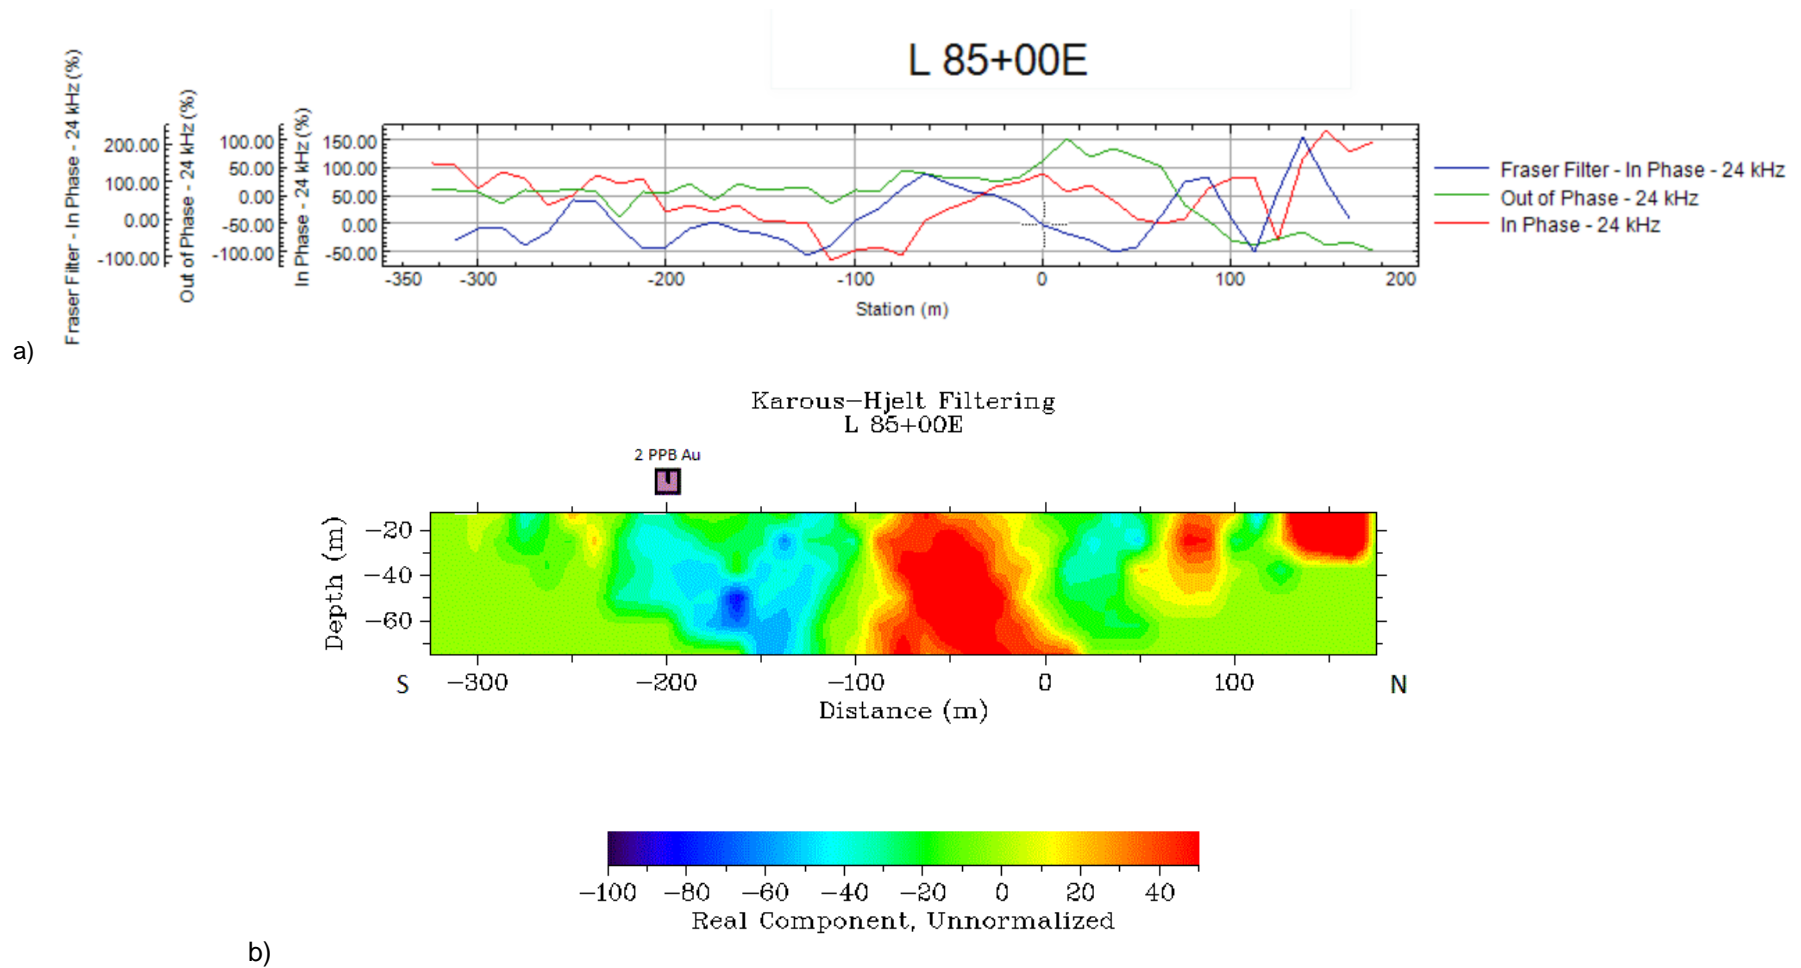 L 85+00E
Fraser Filter - In Phase - 24 kHz (%)
200.00
100.00
0.00
-100.00
Out of Phase - 24 kHz (%)
100.00
50.00
0.00
-50.00
-100.00
In Phase - 24 kHz (%)
150.00
100.00
50.00
0.00
-50.00
-350 -300 -200 -100 0 100 200
Station (m)
Fraser Filter - In Phase - 24 kHz
Out of Phase - 24 kHz
In Phase - 24 kHz
a)
Karous-Hjelt Filtering
L 85+00E
2 PPB Au
Depth (m)
-20
-40
-60
S -300 -200 -100 0 100 N
Distance (m)
-100 -80 -60 -40 -20 0 20 40
Real Component, Unnormalized
b)